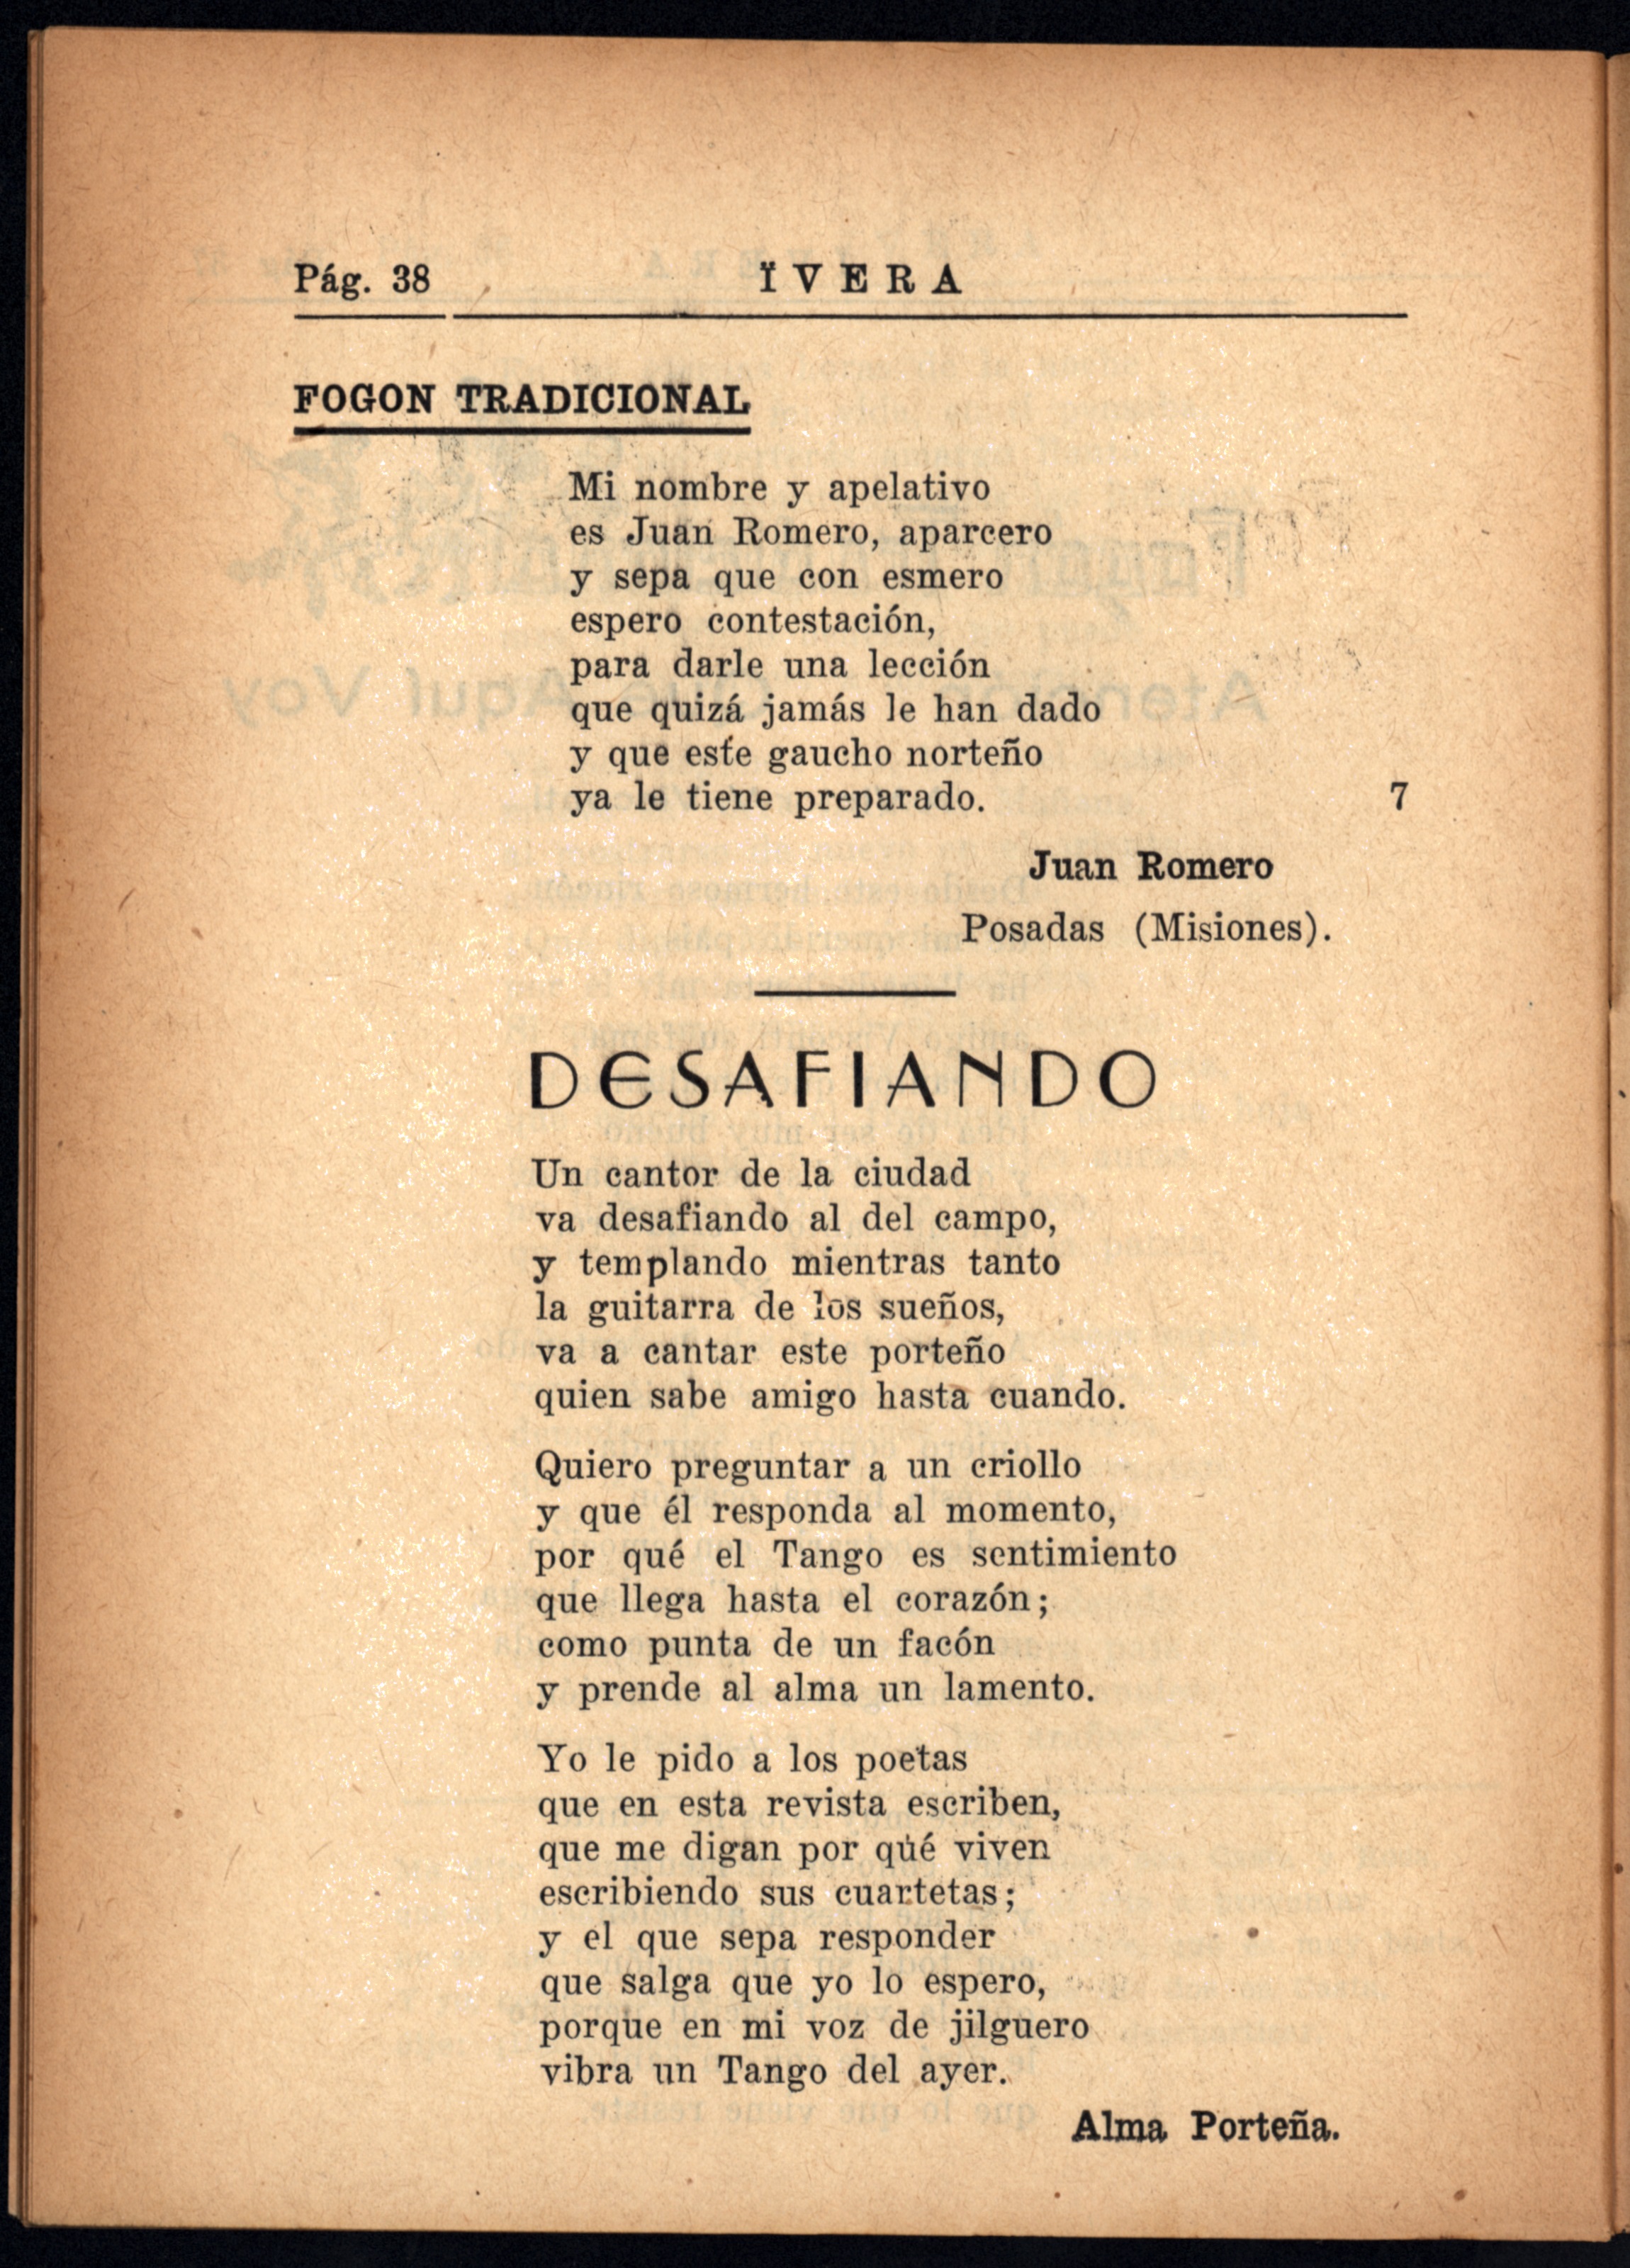 Pág. 38 ÏVERA
FOGON TRADICIONAL
Mi nombre y apelativo
es Juan Romero, aparcero
y sepa que con esmero
espero contestación,
para darle una lección
que quizá jamás le han dado
y que este gaucho norteño
ya le tiene preparado. 7
Juan Romero
Posadas (Misiones).
DESAFIANDO
Un cantor de la ciudad
va desafiando al del campo,
y templando mientras tanto
la guitarra de los sueños,
va a cantar este porteño
quien sabe amigo hasta cuando.
Quiero preguntar a un criollo
y que él responda al momento,
por qué el Tango es sentimiento
que llega hasta el corazón;
como punta de un facón
y prende al alma un lamento.
Yo le pido a los poetas
que en esta revista escriben,
que me digan por qué viven
escribiendo sus cuartetas;
y el que sepa responder
que salga que yo lo espero,
porque en mi voz de jilguero
vibra un Tango del ayer.
Alma Porteña.